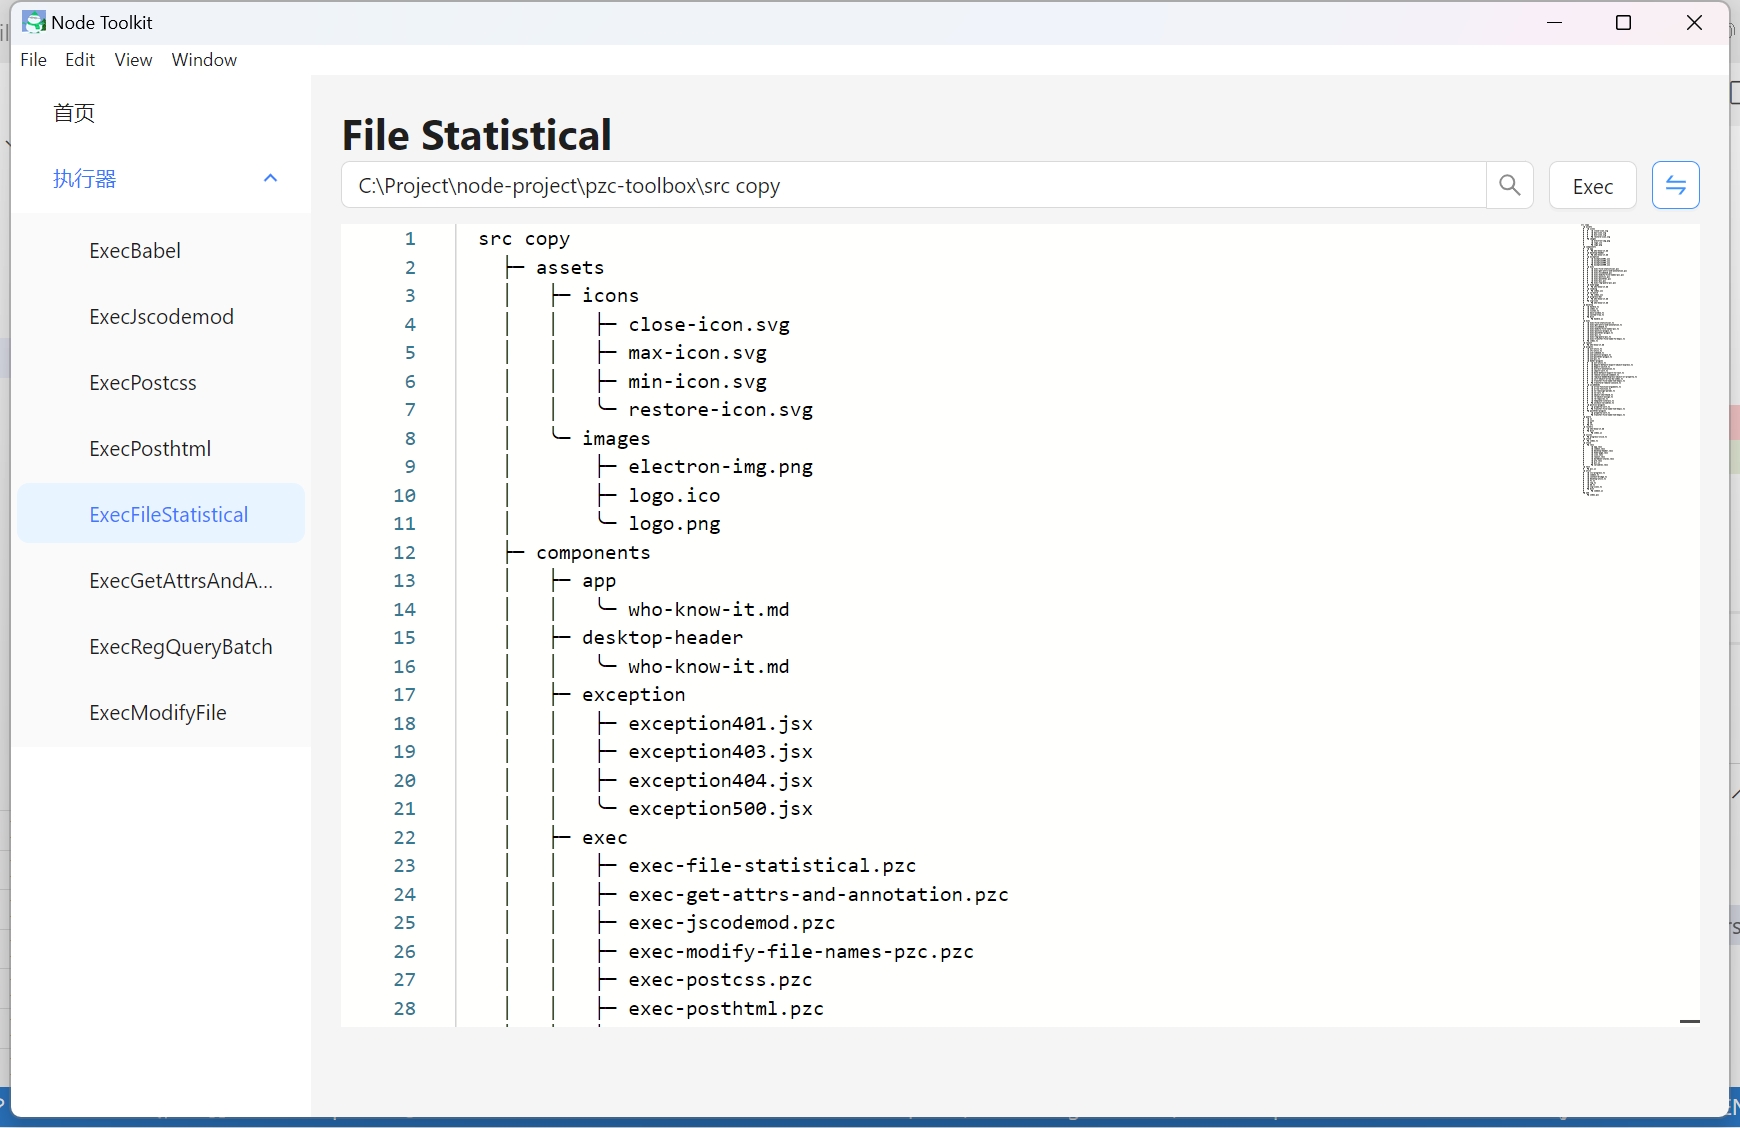 Node Toolkit
File Edit View Window
首页
执行器
ExecBabel
ExecJscodemod
ExecPostcss
ExecPosthtml
ExecFileStatistical
ExecGetAttrsAndA...
ExecRegQueryBatch
ExecModifyFile
File Statistical
C:\Project\node-project\pzc-toolbox\src copy
Exec
1 src copy
2 ├─ assets
3 │ ├─ icons
4 │ │ ├─ close-icon.svg
5 │ │ ├─ max-icon.svg
6 │ │ ├─ min-icon.svg
7 │ │ ╰─ restore-icon.svg
8 │ ╰─ images
9 │ ├─ electron-img.png
10 │ ├─ logo.ico
11 │ ╰─ logo.png
12 ├─ components
13 │ ├─ app
14 │ │ ╰─ who-know-it.md
15 │ ├─ desktop-header
16 │ │ ╰─ who-know-it.md
17 │ ├─ exception
18 │ │ ├─ exception401.jsx
19 │ │ ├─ exception403.jsx
20 │ │ ├─ exception404.jsx
21 │ │ ╰─ exception500.jsx
22 │ ├─ exec
23 │ │ ├─ exec-file-statistical.pzc
24 │ │ ├─ exec-get-attrs-and-annotation.pzc
25 │ │ ├─ exec-jscodemod.pzc
26 │ │ ├─ exec-modify-file-names-pzc.pzc
27 │ │ ├─ exec-postcss.pzc
28 │ │ ├─ exec-posthtml.pzc